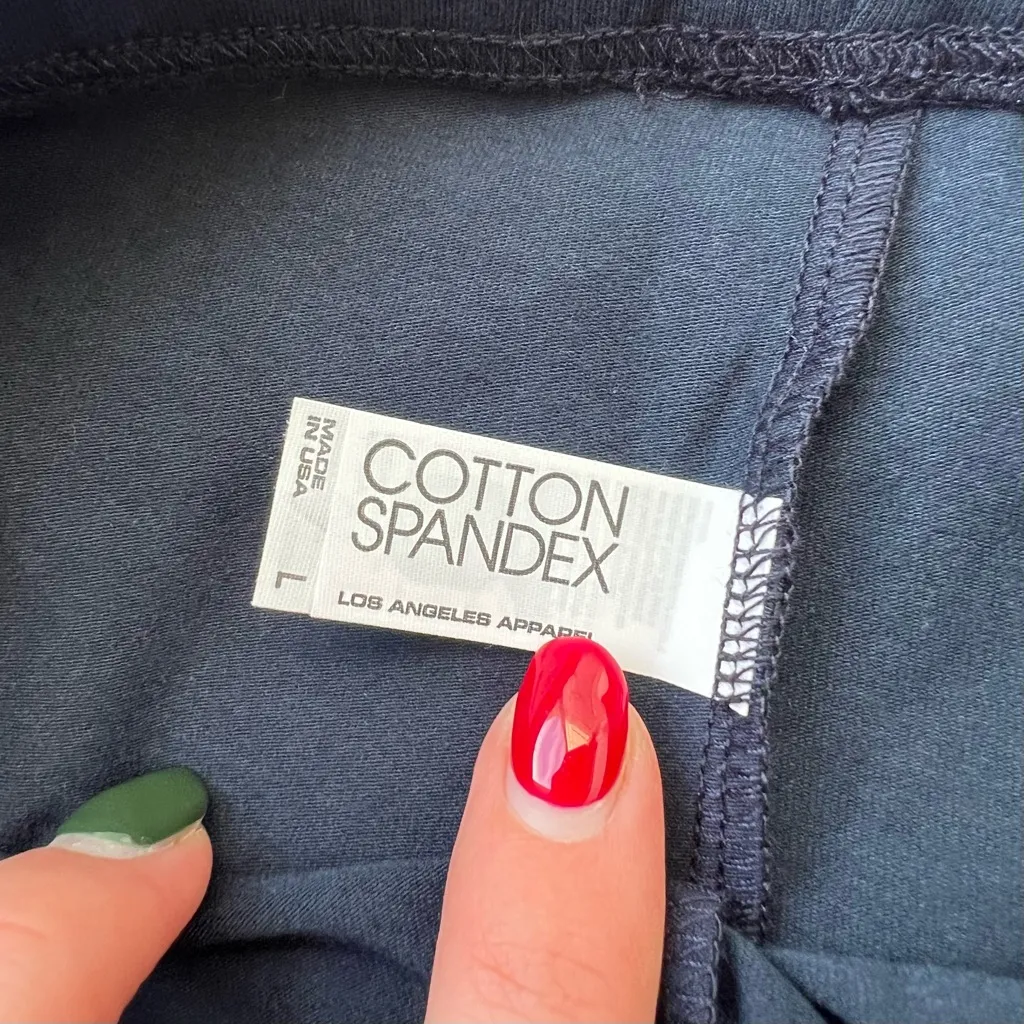 COTTON
SPANDEX
LOS ANGELES APPAREL
MADE
IN USA
L